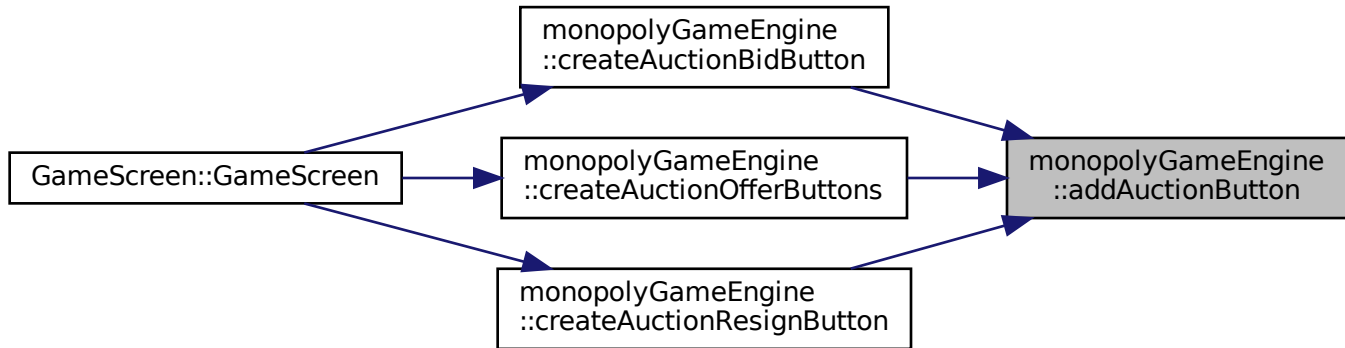 monopolyGameEngine
::createAuctionBidButton
GameScreen::GameScreen
monopolyGameEngine
::createAuctionOfferButtons
monopolyGameEngine
::addAuctionButton
monopolyGameEngine
::createAuctionResignButton